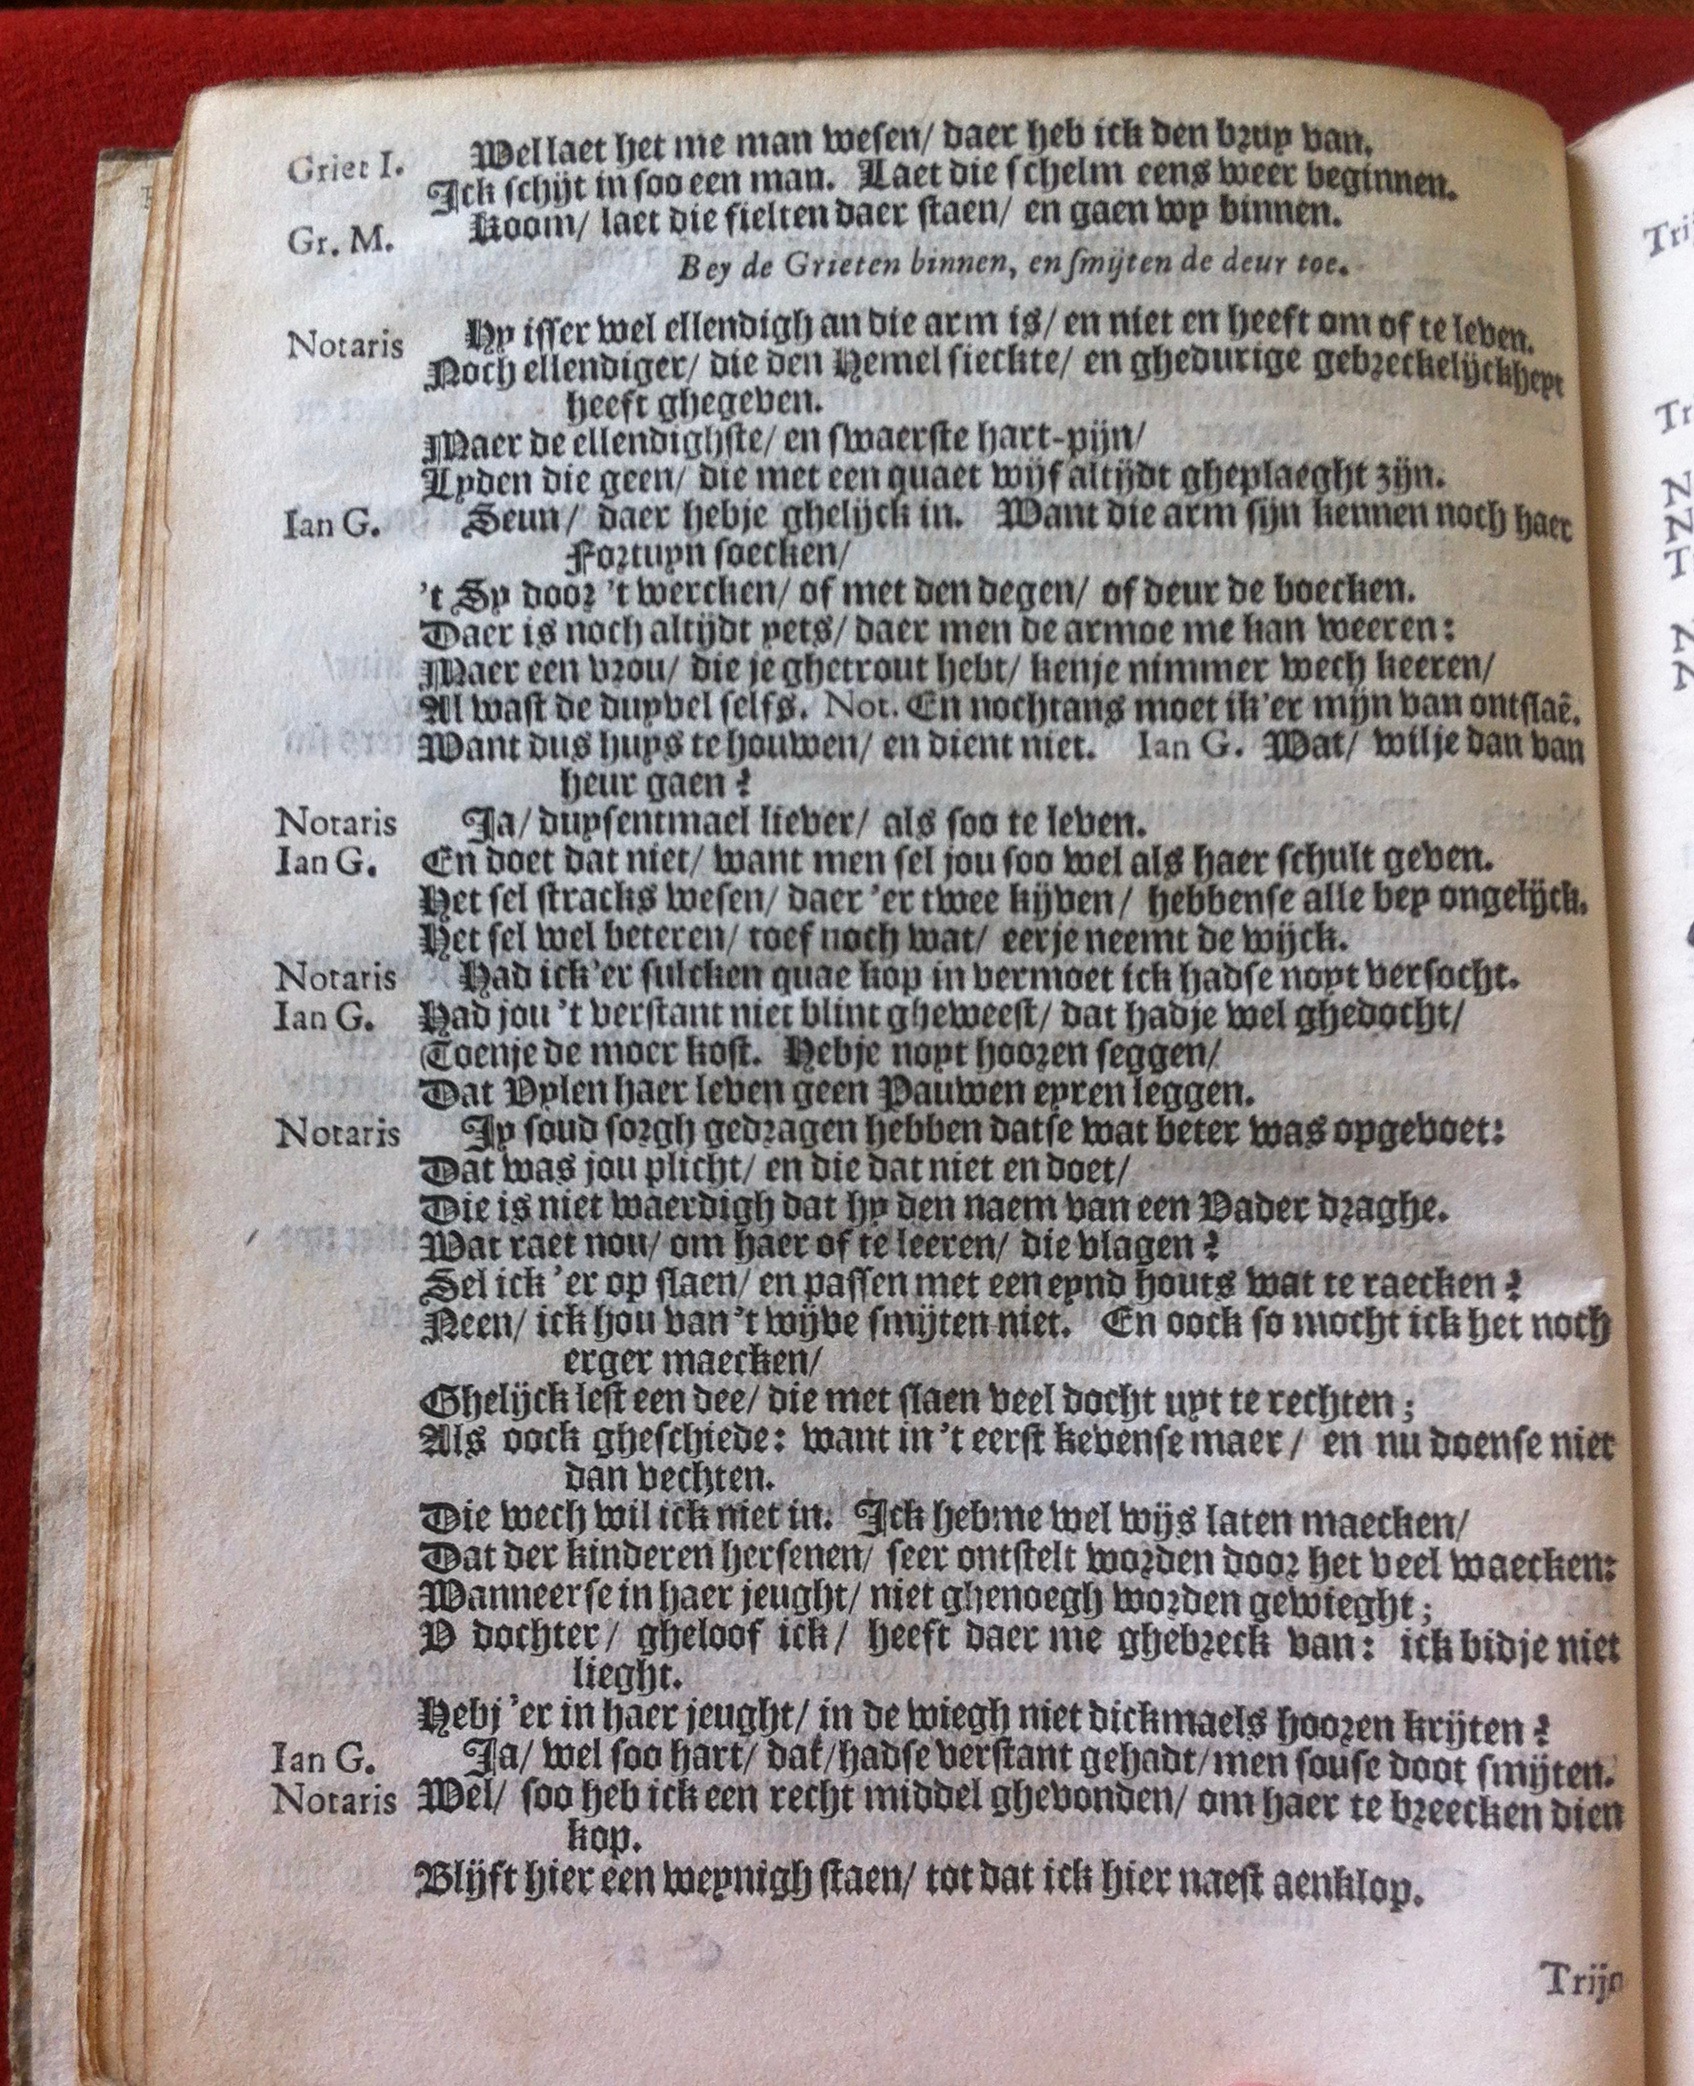 Griet I. Wel laet het me man wesen/ daer heb ick den bruy van.
Ick schijt in soo een man. Laet die schelm eens weer beginnen.
Gr. M. Koom/ laet die fielten daer staen/ en gaen wy binnen.
Bey de Grieten binnen, en smijten de deur toe.
Notaris Hy isser wel ellendigh an die arm is/ en niet en heeft om of te leven.
Noch ellendiger/ die den Hemel sieckte/ en ghedurige gebreckelijckheyt
heeft ghegeven.
Maer de ellendighste/ en swaerste hart-pijn/
Lyden die geen/ die met een quaet wijf altijdt gheplaeght zijn.
Ian G. Seun/ daer hebje ghelijck in. Want die arm sijn kennen noch haer
Fortuyn soecken/
't Sy door 't wercken/ of met den degen/ of deur de boecken.
Daer is noch altijdt yets/ daer men de armoe me kan weeren:
Maer een vrou/ die je ghetrout hebt/ kenje nimmer wech keeren/
Al wast de duyvel selfs. Not. En nochtans moet ik'er mijn van ontslaē.
Want dus huys te houwen/ en dient niet. Ian G. Wat/ wilje dan van
heur gaen?
Notaris Ja/ duysentmael liever/ als soo te leven.
Ian G. En doet dat niet/ want men sel jou soo wel als haer schult geven.
Het sel stracks wesen/ daer 'er twee kijven/ hebbense alle bey ongelijck.
Het sel wel beteren/ toef noch wat/ eerje neemt de wijck.
Notaris Had ick'er sulcken quae kop in vermoet ick hadse noyt versocht.
Ian G. Had jou 't verstant niet blint gheweest/ dat hadje wel ghedocht/
Toenje de moer kost. Hebje noyt hooren seggen/
Dat Uylen haer leven geen Pauwen eyren leggen.
Notaris Jy soud sorgh gedragen hebben datse wat beter was opgevoet:
Dat was jou plicht/ en die dat niet en doet/
Die is niet waerdigh dat hy den naem van een Vader draghe.
Wat raet nou/ om haer of te leeren/ die vlagen?
Sel ick 'er op slaen/ en passen met een eynd houts wat te raecken?
Neen/ ick hou van 't wijve smijten niet. En oock so mocht ick het noch
erger maecken/
Ghelijck lest een dee/ die met slaen veel docht uyt te rechten;
Als oock gheschiede: want in 't eerst kevense maer/ en nu doense niet
dan vechten.
Die wech wil ick niet in. Ick hebme wel wijs laten maecken/
Dat der kinderen hersenen/ seer ontstelt worden door het veel waecken:
Wanneerse in haer jeught/ niet ghenoegh worden gewieght;
U dochter/ gheloof ick/ heeft daer me ghebreck van: ick bidje niet
lieght.
Hebj 'er in haer jeught/ in de wiegh niet dickmaels hooren krijten?
Ian G. Ja/ wel soo hart/ dat/ hadse verstant gehadt/ men souse doot smijten.
Notaris Wel/ soo heb ick een recht middel ghevonden/ om haer te breecken dien
kop.
Blijft hier een weynigh staen/ tot dat ick hier naest aenklop.
Trijn